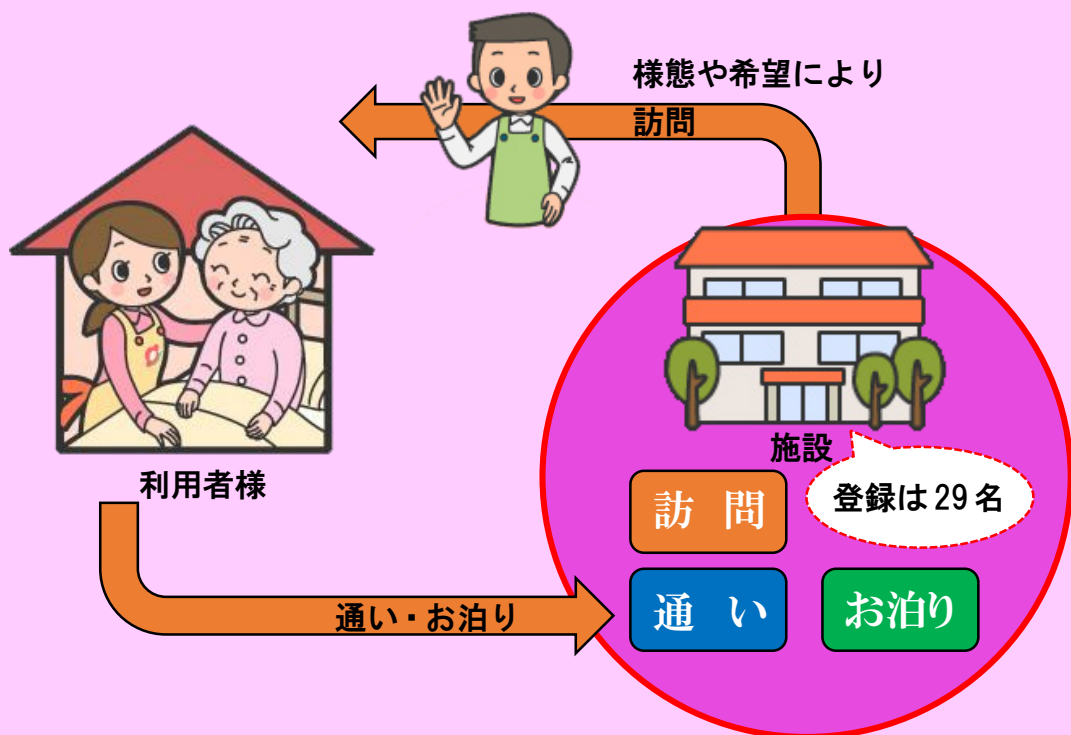 様態や希望により
訪問
利用者様
施設
登録は29名
訪 問
通 い
お泊り
通い・お泊り